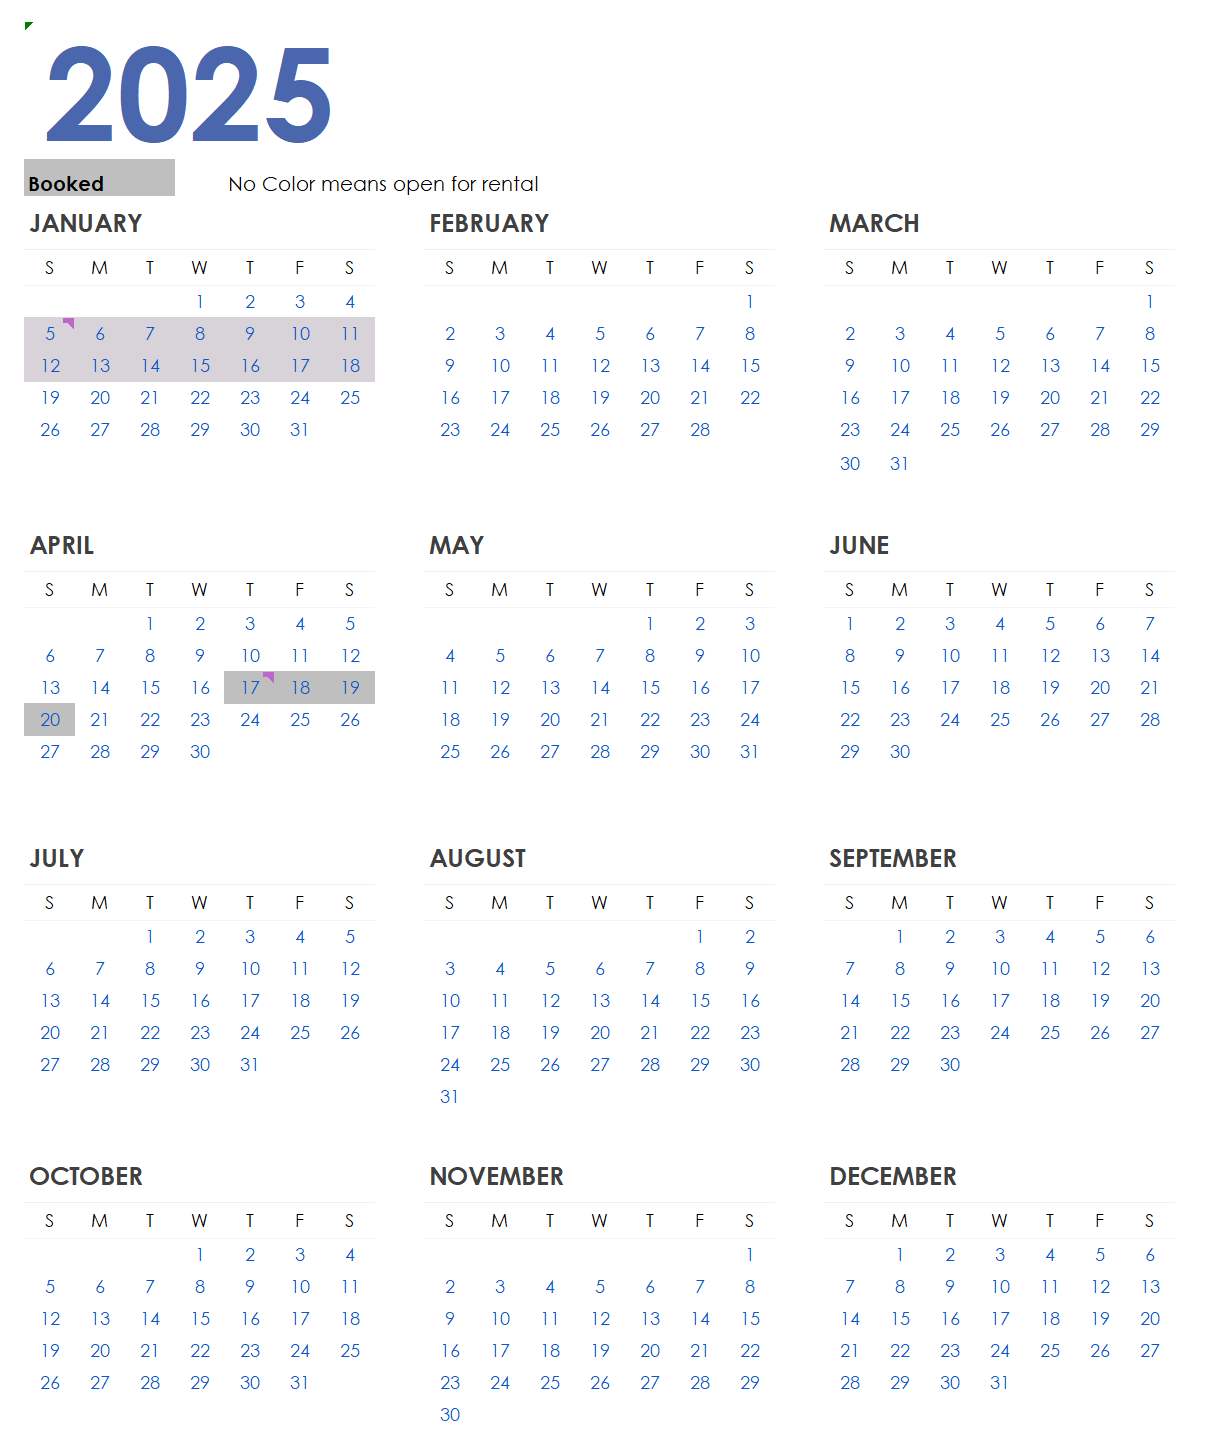 2025
Booked No Color means open for rental
JANUARY FEBRUARY MARCH
S M T W T F S S M T W T F S S M T W T F S
1 2 3 4 1 1
5 6 7 8 9 10 11 2 3 4 5 6 7 8 2 3 4 5 6 7 8
12 13 14 15 16 17 18 9 10 11 12 13 14 15 9 10 11 12 13 14 15
19 20 21 22 23 24 25 16 17 18 19 20 21 22 16 17 18 19 20 21 22
26 27 28 29 30 31 23 24 25 26 27 28 23 24 25 26 27 28 29
30 31
APRIL MAY JUNE
S M T W T F S S M T W T F S S M T W T F S
1 2 3 4 5 1 2 3 1 2 3 4 5 6 7
6 7 8 9 10 11 12 4 5 6 7 8 9 10 8 9 10 11 12 13 14
13 14 15 16 17 18 19 11 12 13 14 15 16 17 15 16 17 18 19 20 21
20 21 22 23 24 25 26 18 19 20 21 22 23 24 22 23 24 25 26 27 28
27 28 29 30 25 26 27 28 29 30 31 29 30
JULY AUGUST SEPTEMBER
S M T W T F S S M T W T F S S M T W T F S
1 2 3 4 5 1 2 1 2 3 4 5 6
6 7 8 9 10 11 12 3 4 5 6 7 8 9 7 8 9 10 11 12 13
13 14 15 16 17 18 19 10 11 12 13 14 15 16 14 15 16 17 18 19 20
20 21 22 23 24 25 26 17 18 19 20 21 22 23 21 22 23 24 25 26 27
27 28 29 30 31 24 25 26 27 28 29 30 28 29 30
31
OCTOBER NOVEMBER DECEMBER
S M T W T F S S M T W T F S S M T W T F S
1 2 3 4 1 1 2 3 4 5 6
5 6 7 8 9 10 11 2 3 4 5 6 7 8 7 8 9 10 11 12 13
12 13 14 15 16 17 18 9 10 11 12 13 14 15 14 15 16 17 18 19 20
19 20 21 22 23 24 25 16 17 18 19 20 21 22 21 22 23 24 25 26 27
26 27 28 29 30 31 23 24 25 26 27 28 29 28 29 30 31
30